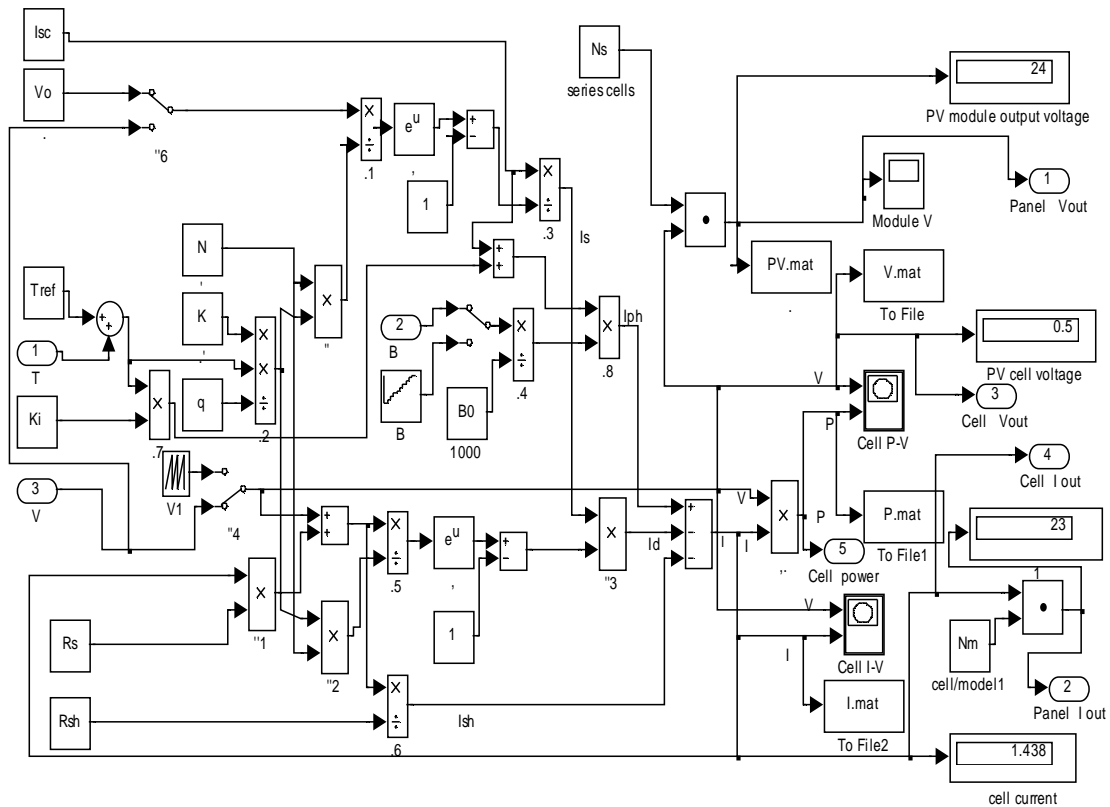 Isc
Vo
.
"6
Ns
series cells
24
PV module output voltage
×
÷
.1
e^u
,
+
−
1
×
÷
.3
Is
Module V
1
Panel Vout
N
,
Tref
K
.'
q
+
+
1
T
Ki
×
×
÷
.2
×
.7
×
"
+
+
2
B
B
×
÷
.4
B0
1000
×
.8
Iph
PV.mat
.
V.mat
To File
0.5
PV cell voltage
V
P
Cell P-V
3
Cell Vout
4
Cell I out
3
V
V1
"4
+
+
×
÷
.5
e^u
,
+
−
1
×
"3
Id
+
−
−
I
V
I
×
,.
P
5
Cell power
P.mat
To File1
23
×
"1
×
"2
Rs
Rsh
×
÷
.6
Ish
V
I
Cell I-V
I.mat
To File2
1
Nm
cell/model1
2
Panel I out
1.438
cell current